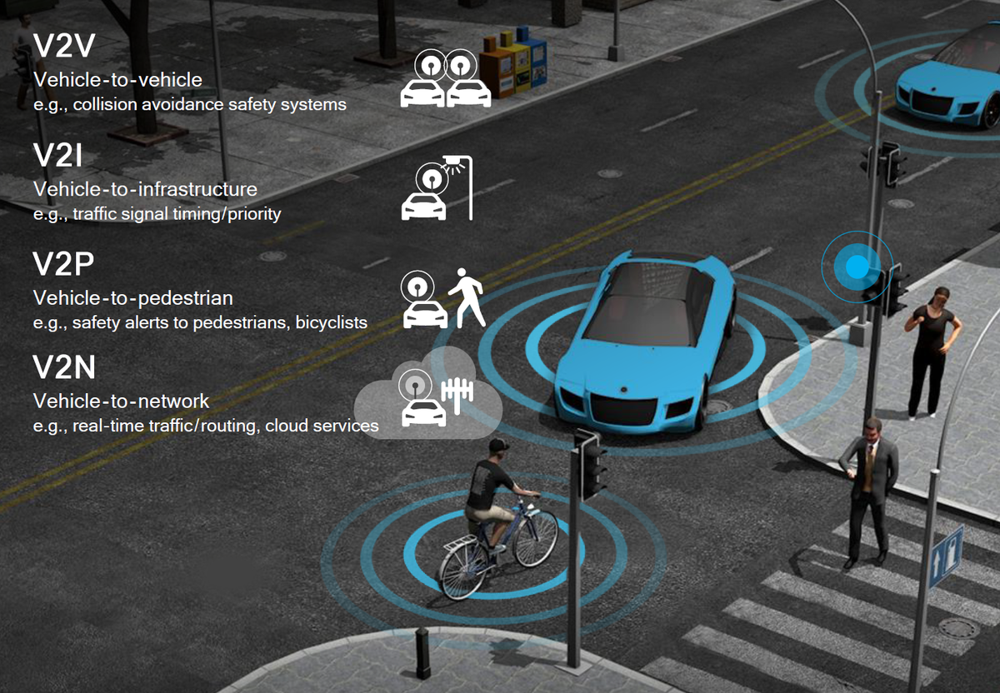 V2V
Vehicle-to-vehicle
e.g., collision avoidance safety systems
V2I
Vehicle-to-infrastructure
e.g., traffic signal timing/priority
V2P
Vehicle-to-pedestrian
e.g., safety alerts to pedestrians, bicyclists
V2N
Vehicle-to-network
e.g., real-time traffic/routing, cloud services